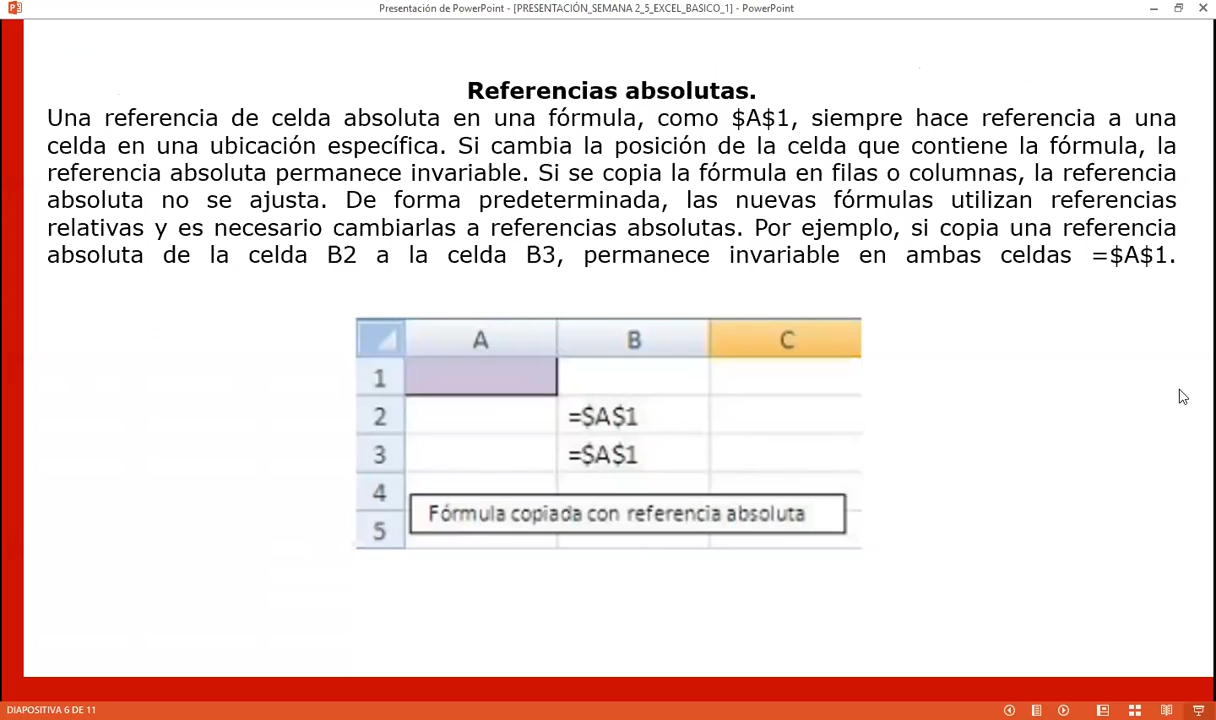 Presentación de PowerPoint - [PRESENTACIÓN_SEMANA 2_5_EXCEL_BASICO_1] - PowerPoint
Referencias absolutas.
Una referencia de celda absoluta en una fórmula, como $A$1, siempre hace referencia a una
celda en una ubicación específica. Si cambia la posición de la celda que contiene la fórmula, la
referencia absoluta permanece invariable. Si se copia la fórmula en filas o columnas, la referencia
absoluta no se ajusta. De forma predeterminada, las nuevas fórmulas utilizan referencias
relativas y es necesario cambiarlas a referencias absolutas. Por ejemplo, si copia una referencia
absoluta de la celda B2 a la celda B3, permanece invariable en ambas celdas =$A$1.
A B C
1
2 =$A$1
3 =$A$1
4
Fórmula copiada con referencia absoluta
5
DIAPOSITIVA 6 DE 11